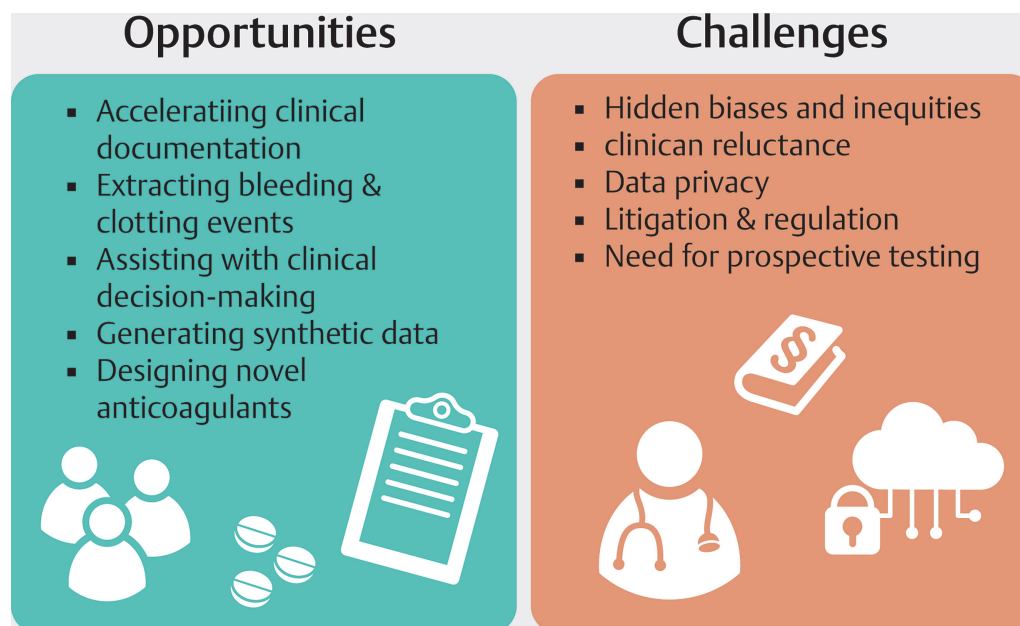 Opportunities
▪ Acceleratiing clinical
documentation
▪ Extracting bleeding &
clotting events
▪ Assisting with clinical
decision-making
▪ Generating synthetic data
▪ Designing novel
anticoagulants
Challenges
▪ Hidden biases and inequities
▪ clinican reluctance
▪ Data privacy
▪ Litigation & regulation
▪ Need for prospective testing
§